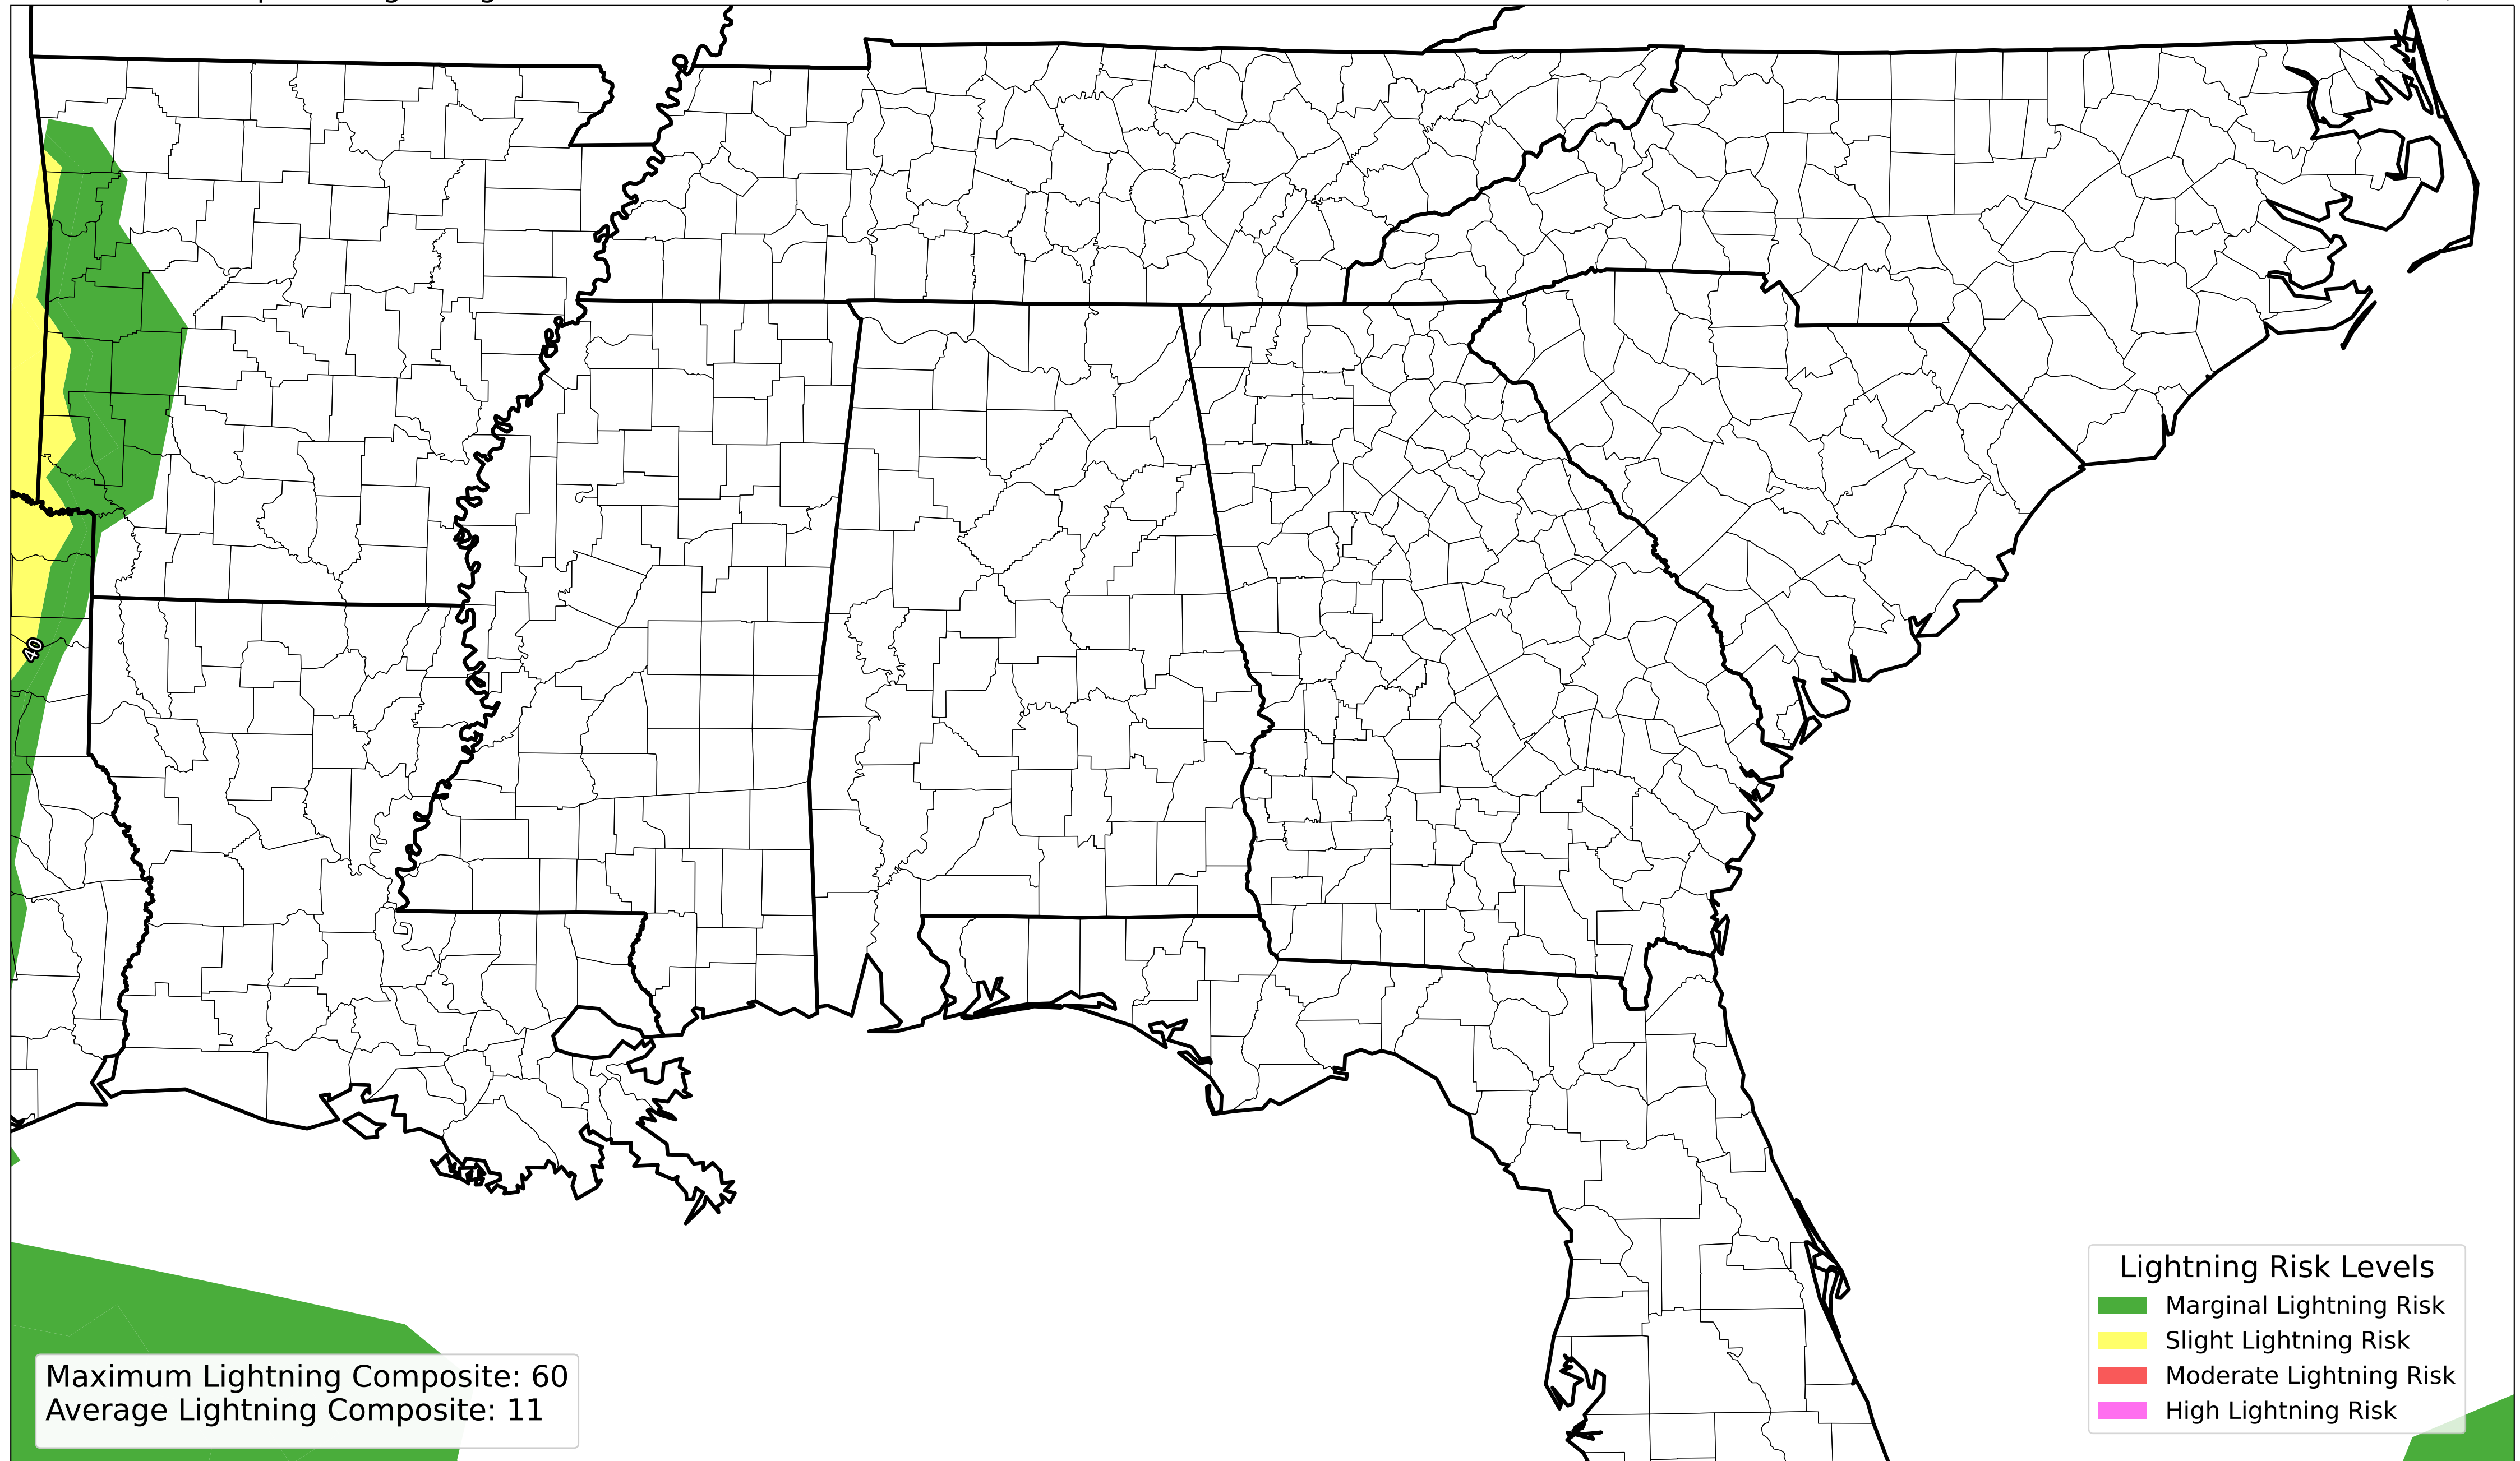 40
Maximum Lightning Composite: 60
Average Lightning Composite: 11
Lightning Risk Levels
Marginal Lightning Risk
Slight Lightning Risk
Moderate Lightning Risk
High Lightning Risk